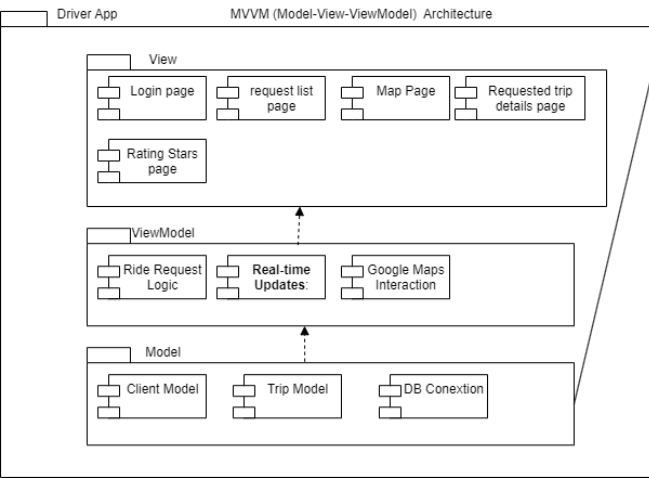 Driver App
MVVM (Model-View-ViewModel) Architecture
View
Login page
request list
page
Map Page
Requested trip
details page
Rating Stars
page
ViewModel
Ride Request
Logic
Real-time
Updates:
Google Maps
Interaction
Model
Client Model
Trip Model
DB Conextion